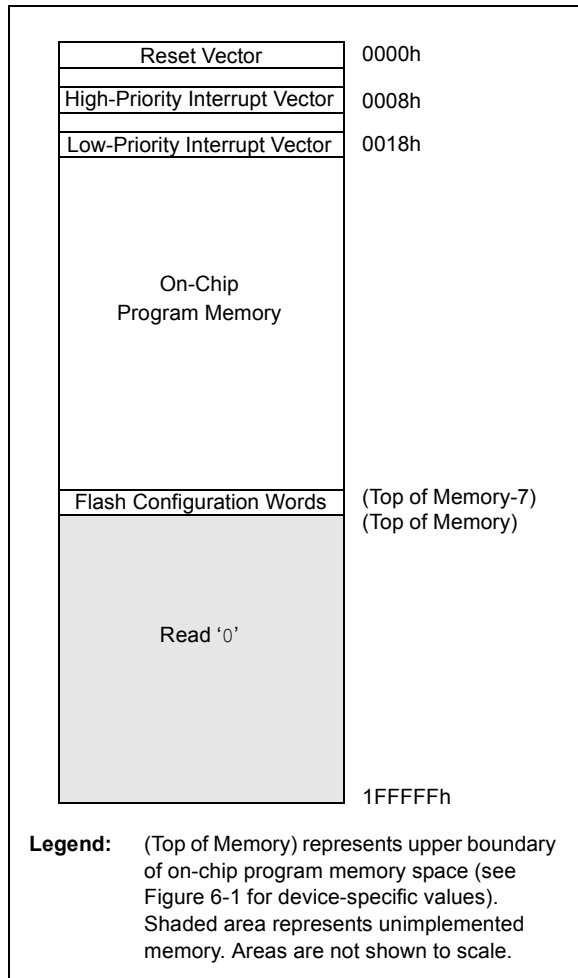 Reset Vector 0000h
High-Priority Interrupt Vector 0008h
Low-Priority Interrupt Vector 0018h
On-Chip
Program Memory
Flash Configuration Words (Top of Memory-7)
(Top of Memory)
Read ‘0’
1FFFFFh
Legend: (Top of Memory) represents upper boundary
of on-chip program memory space (see
Figure 6-1 for device-specific values).
Shaded area represents unimplemented
memory. Areas are not shown to scale.